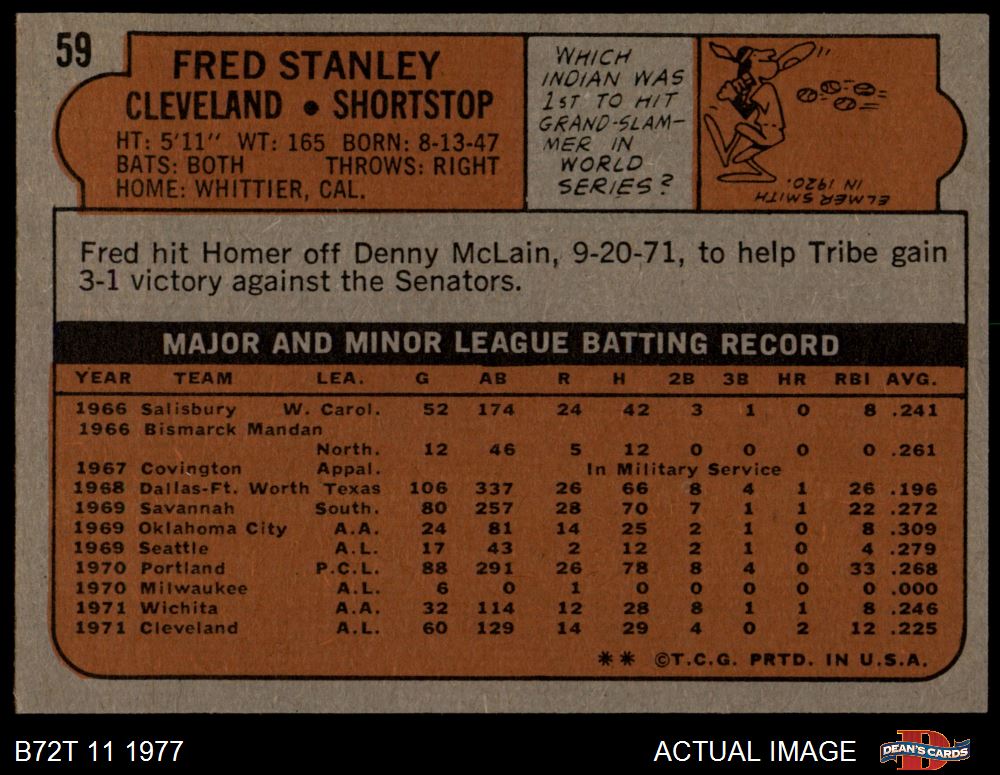 59
FRED STANLEY
CLEVELAND • SHORTSTOP
HT: 5'11" WT: 165 BORN: 8-13-47
BATS: BOTH THROWS: RIGHT
HOME: WHITTIER, CAL.
WHICH
INDIAN WAS
1ST TO HIT
GRAND-SLAM-
MER IN
WORLD
SERIES?
ELMER SMITH
IN 1920.
Fred hit Homer off Denny McLain, 9-20-71, to help Tribe gain
3-1 victory against the Senators.
MAJOR AND MINOR LEAGUE BATTING RECORD
YEAR TEAM LEA. G AB R H 2B 3B HR RBI AVG.
1966 Salisbury W. Carol. 52 174 24 42 3 1 0 8 .241
1966 Bismarck Mandan
North. 12 46 5 12 0 0 0 0 .261
1967 Covington Appal. In Military Service
1968 Dallas-Ft. Worth Texas 106 337 26 66 8 4 1 26 .196
1969 Savannah South. 80 257 28 70 7 1 1 22 .272
1969 Oklahoma City A.A. 24 81 14 25 2 1 0 8 .309
1969 Seattle A.L. 17 43 2 12 2 1 0 4 .279
1970 Portland P.C.L. 88 291 26 78 8 4 0 33 .268
1970 Milwaukee A.L. 6 0 1 0 0 0 0 0 .000
1971 Wichita A.A. 32 114 12 28 8 1 1 8 .246
1971 Cleveland A.L. 60 129 14 29 4 0 2 12 .225
** ©T.C.G. PRTD. IN U.S.A.
B72T 11 1977
ACTUAL IMAGE
DEAN'S CARDS